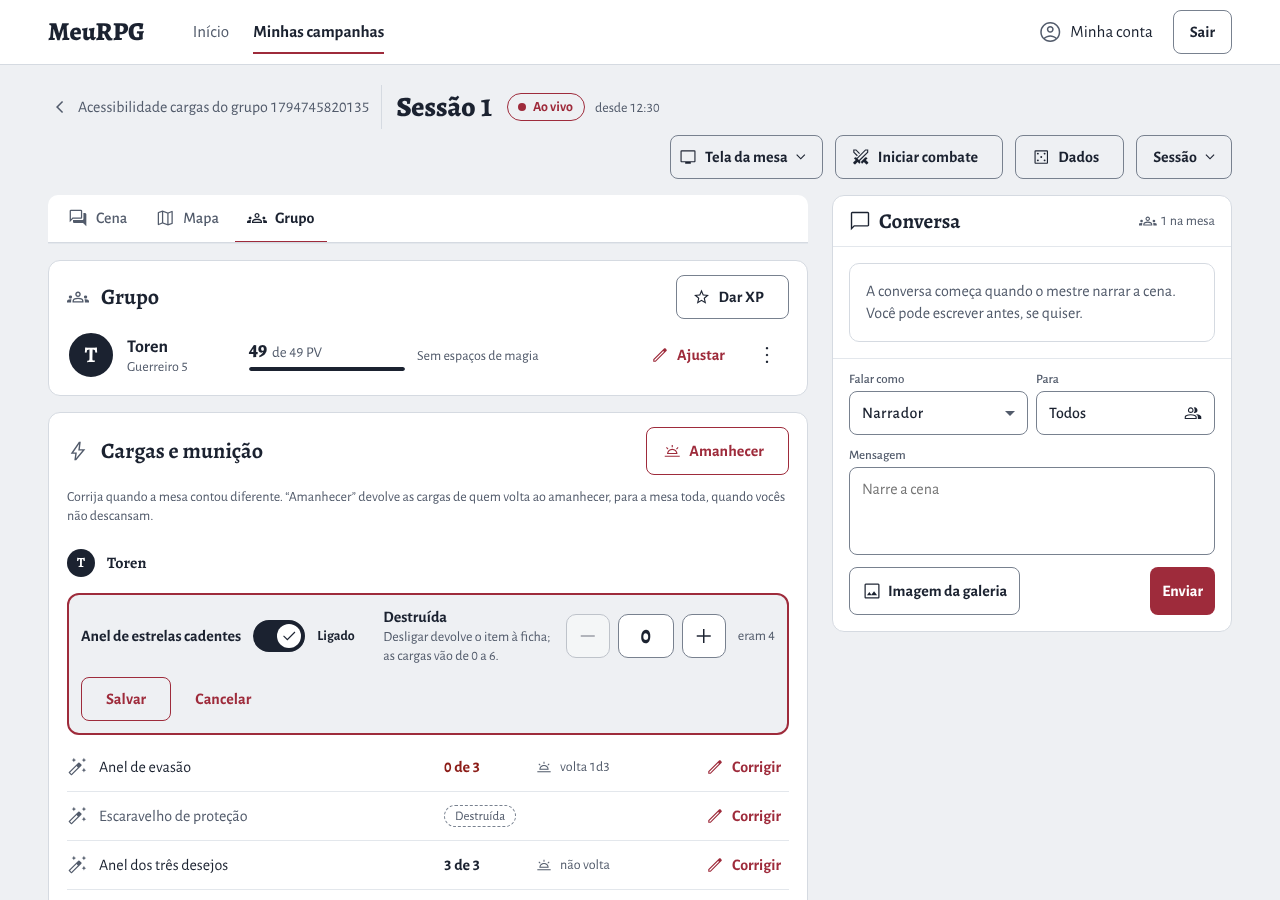 MeuRPG
Início
Minhas campanhas
Minha conta
Sair
Acessibilidade cargas do grupo 1794745820135
Sessão 1
Ao vivo
desde 12:30
Tela da mesa
Iniciar combate
Dados
Sessão
Cena
Mapa
Grupo
Grupo
Dar XP
T
Toren
Guerreiro 5
49 de 49 PV
Sem espaços de magia
Ajustar
Cargas e munição
Amanhecer
Corrija quando a mesa contou diferente. “Amanhecer” devolve as cargas de quem volta ao amanhecer, para a mesa toda, quando vocês
não descansam.
T
Toren
Anel de estrelas cadentes
Ligado
Destruída
Desligar devolve o item à ficha;
as cargas vão de 0 a 6.
0
eram 4
Salvar
Cancelar
Anel de evasão
0 de 3
volta 1d3
Corrigir
Escaravelho de proteção
Destruída
Corrigir
Anel dos três desejos
3 de 3
não volta
Corrigir
Conversa
1 na mesa
A conversa começa quando o mestre narrar a cena.
Você pode escrever antes, se quiser.
Falar como
Para
Narrador
Todos
Mensagem
Narre a cena
Imagem da galeria
Enviar